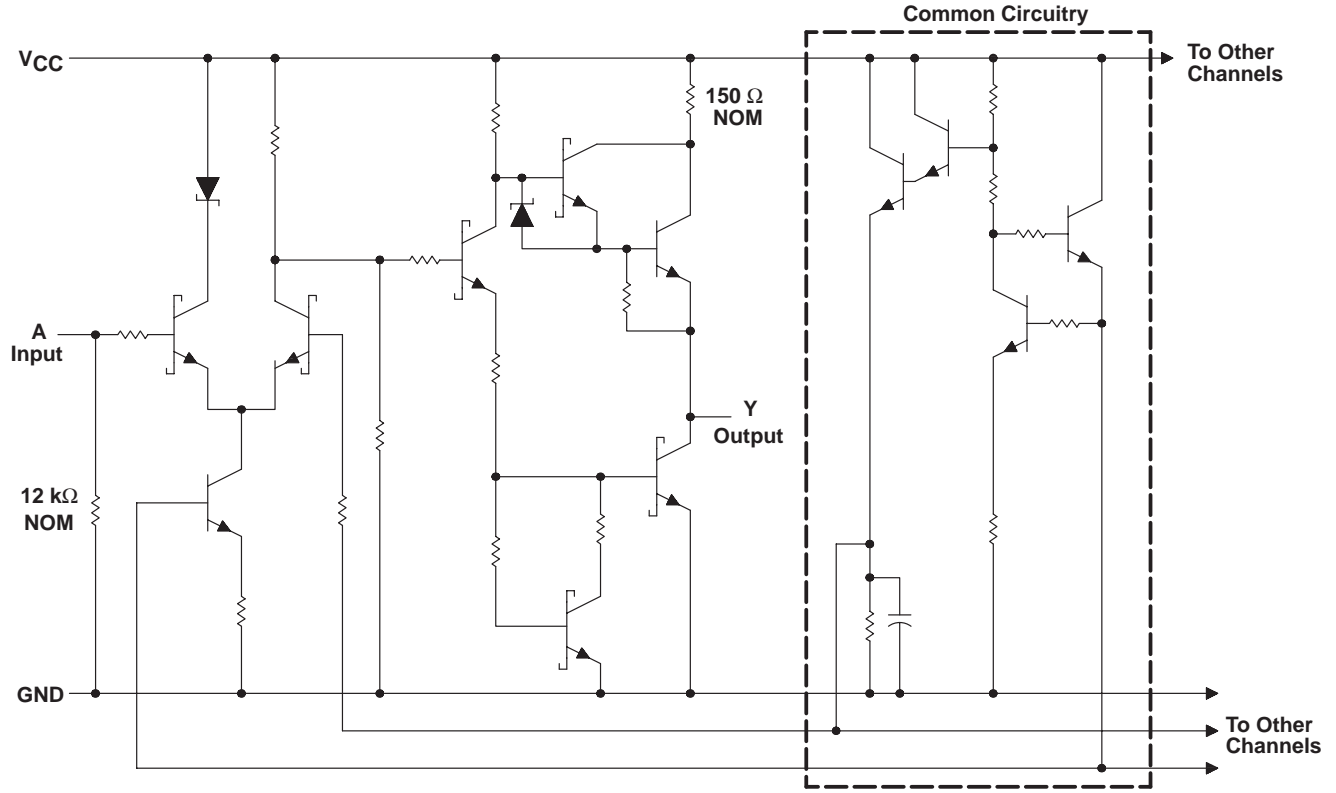 Common Circuitry
VCC
To Other
Channels
150 Ω
NOM
A
Input
Y
Output
12 kΩ
NOM
GND
To Other
Channels